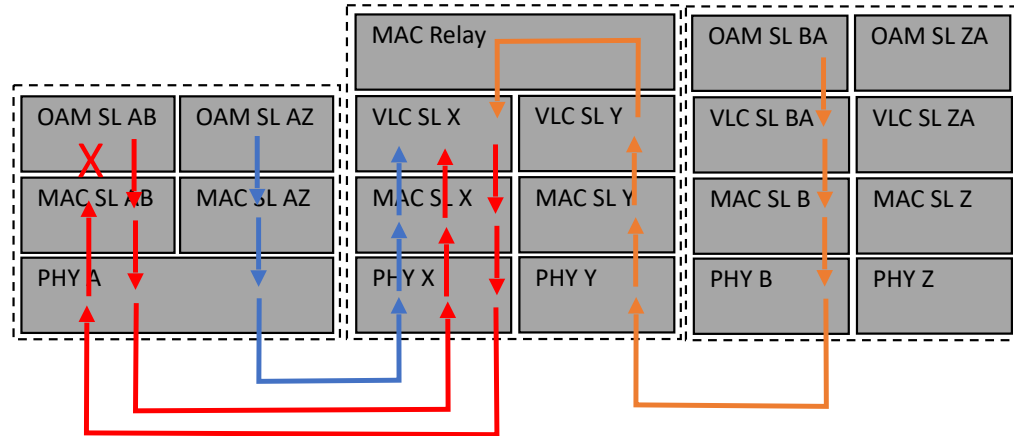 MAC Relay
OAM SL BA
OAM SL ZA
OAM SL AB
OAM SL AZ
VLC SL X
VLC SL Y
VLC SL BA
VLC SL ZA
X
MAC SL AB
MAC SL AZ
MAC SL X
MAC SL Y
MAC SL B
MAC SL Z
PHY A
PHY X
PHY Y
PHY B
PHY Z